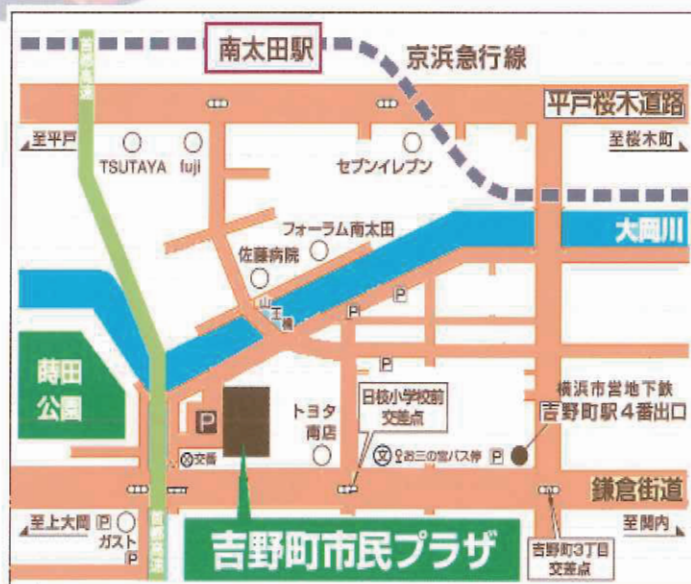 南太田駅
京浜急行線
首都高速
平戸桜木道路
至平戸
至桜木町
TSUTAYA
fuji
セブンイレブン
フォーラム南太田
大岡川
佐藤病院
山王橋
P
P
P
蒔田
公園
P
トヨタ
南店
日枝小学校前
交差点
横浜市営地下鉄
吉野町駅4番出口
交番
文
お三の宮バス停
P
鎌倉街道
至上大岡
P
ガスト
P
首都高速
吉野町市民プラザ
吉野町3丁目
交差点
至関内